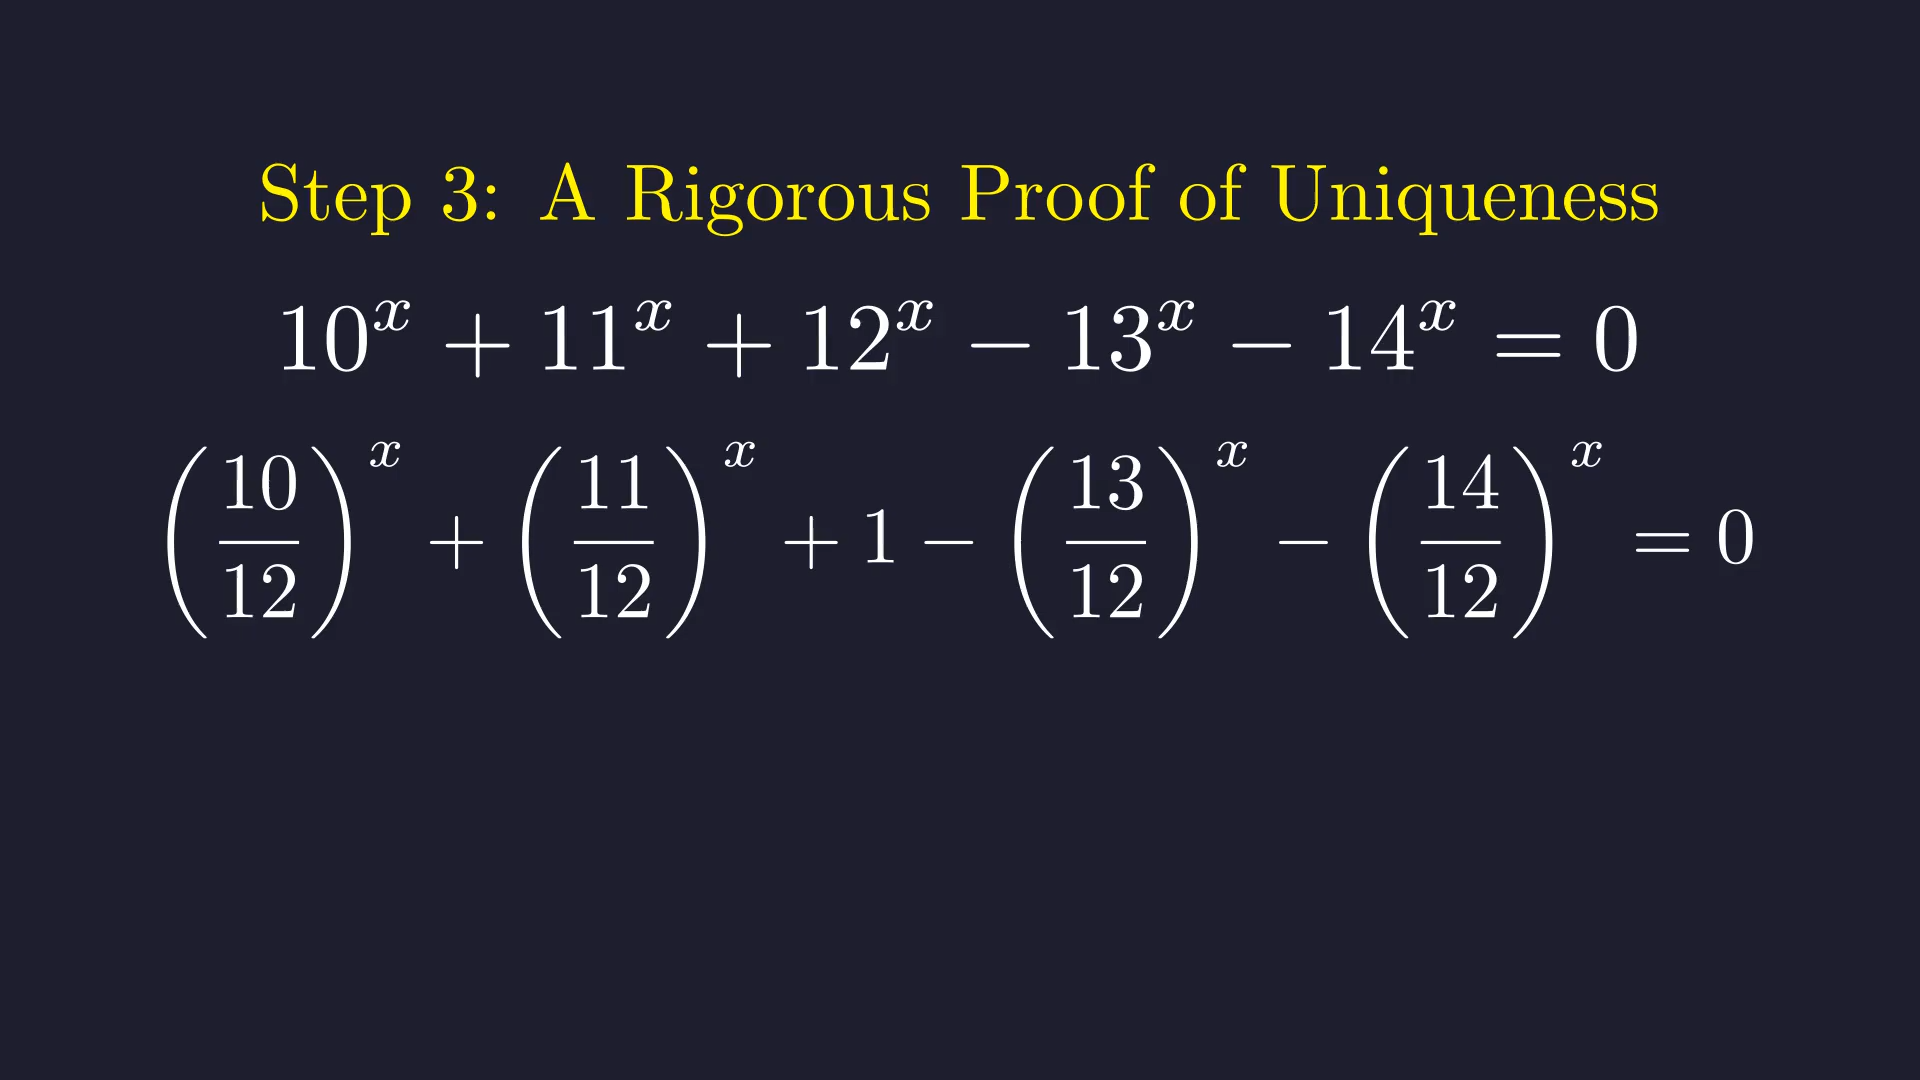 Step 3: A Rigorous Proof of Uniqueness
10^x + 11^x + 12^x − 13^x − 14^x = 0
(10/12)^x + (11/12)^x + 1 − (13/12)^x − (14/12)^x = 0